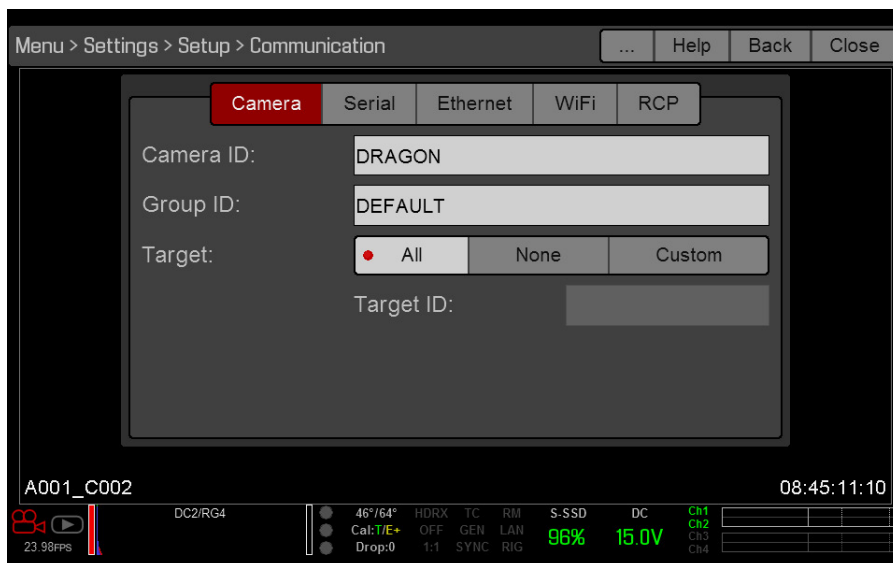 Menu > Settings > Setup > Communication ... Help Back Close
Camera Serial Ethernet WiFi RCP
Camera ID: DRAGON
Group ID: DEFAULT
Target: All None Custom
Target ID:
A001_C002 08:45:11:10
DC2/RG4 46°/64° HDRX TC RM S-SSD DC Ch1
Cal:T/E+ OFF GEN LAN 96% 15.0V Ch2
23.98FPS Drop:0 1:1 SYNC RIG Ch3
Ch4